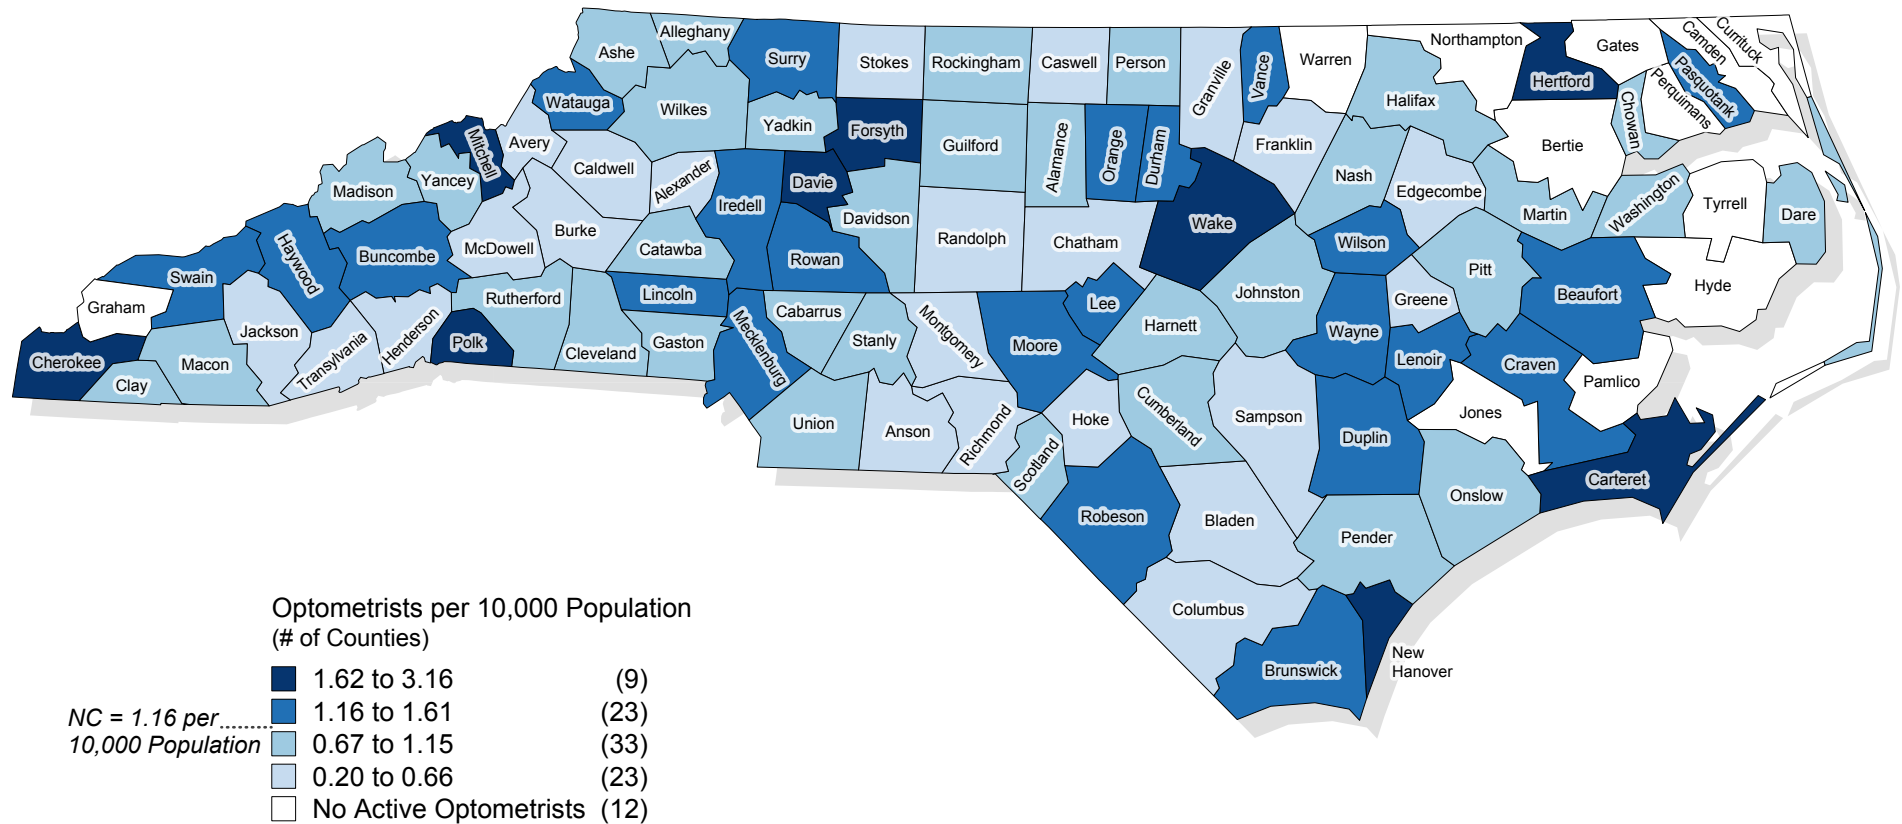 Alleghany
Ashe
Surry
Stokes
Rockingham
Caswell
Person
Granville
Vance
Warren
Northampton
Gates
Camden
Currituck
Hertford
Pasquotank
Perquimans
Chowan
Watauga
Wilkes
Yadkin
Forsyth
Guilford
Alamance
Orange
Durham
Franklin
Halifax
Bertie
Mitchell
Avery
Caldwell
Alexander
Iredell
Davie
Davidson
Randolph
Chatham
Wake
Nash
Edgecombe
Martin
Washington
Tyrrell
Dare
Madison
Yancey
McDowell
Burke
Catawba
Rowan
Wilson
Pitt
Beaufort
Hyde
Swain
Haywood
Buncombe
Rutherford
Lincoln
Johnston
Greene
Graham
Jackson
Transylvania
Henderson
Polk
Cleveland
Gaston
Mecklenburg
Cabarrus
Stanly
Montgomery
Moore
Lee
Harnett
Wayne
Lenoir
Craven
Pamlico
Cherokee
Clay
Macon
Union
Anson
Richmond
Scotland
Hoke
Cumberland
Sampson
Duplin
Jones
Onslow
Carteret
Robeson
Bladen
Pender
Columbus
Brunswick
New
Hanover
Optometrists per 10,000 Population
(# of Counties)
1.62 to 3.16 (9)
1.16 to 1.61 (23)
NC = 1.16 per
10,000 Population
0.67 to 1.15 (33)
0.20 to 0.66 (23)
No Active Optometrists (12)